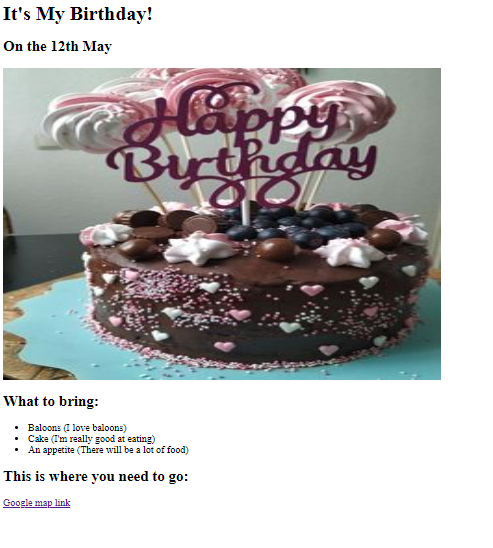 It's My Birthday!
On the 12th May
Happy
Birthday
What to bring:
Baloons (I love baloons)
Cake (I'm really good at eating)
An appetite (There will be a lot of food)
This is where you need to go:
Google map link